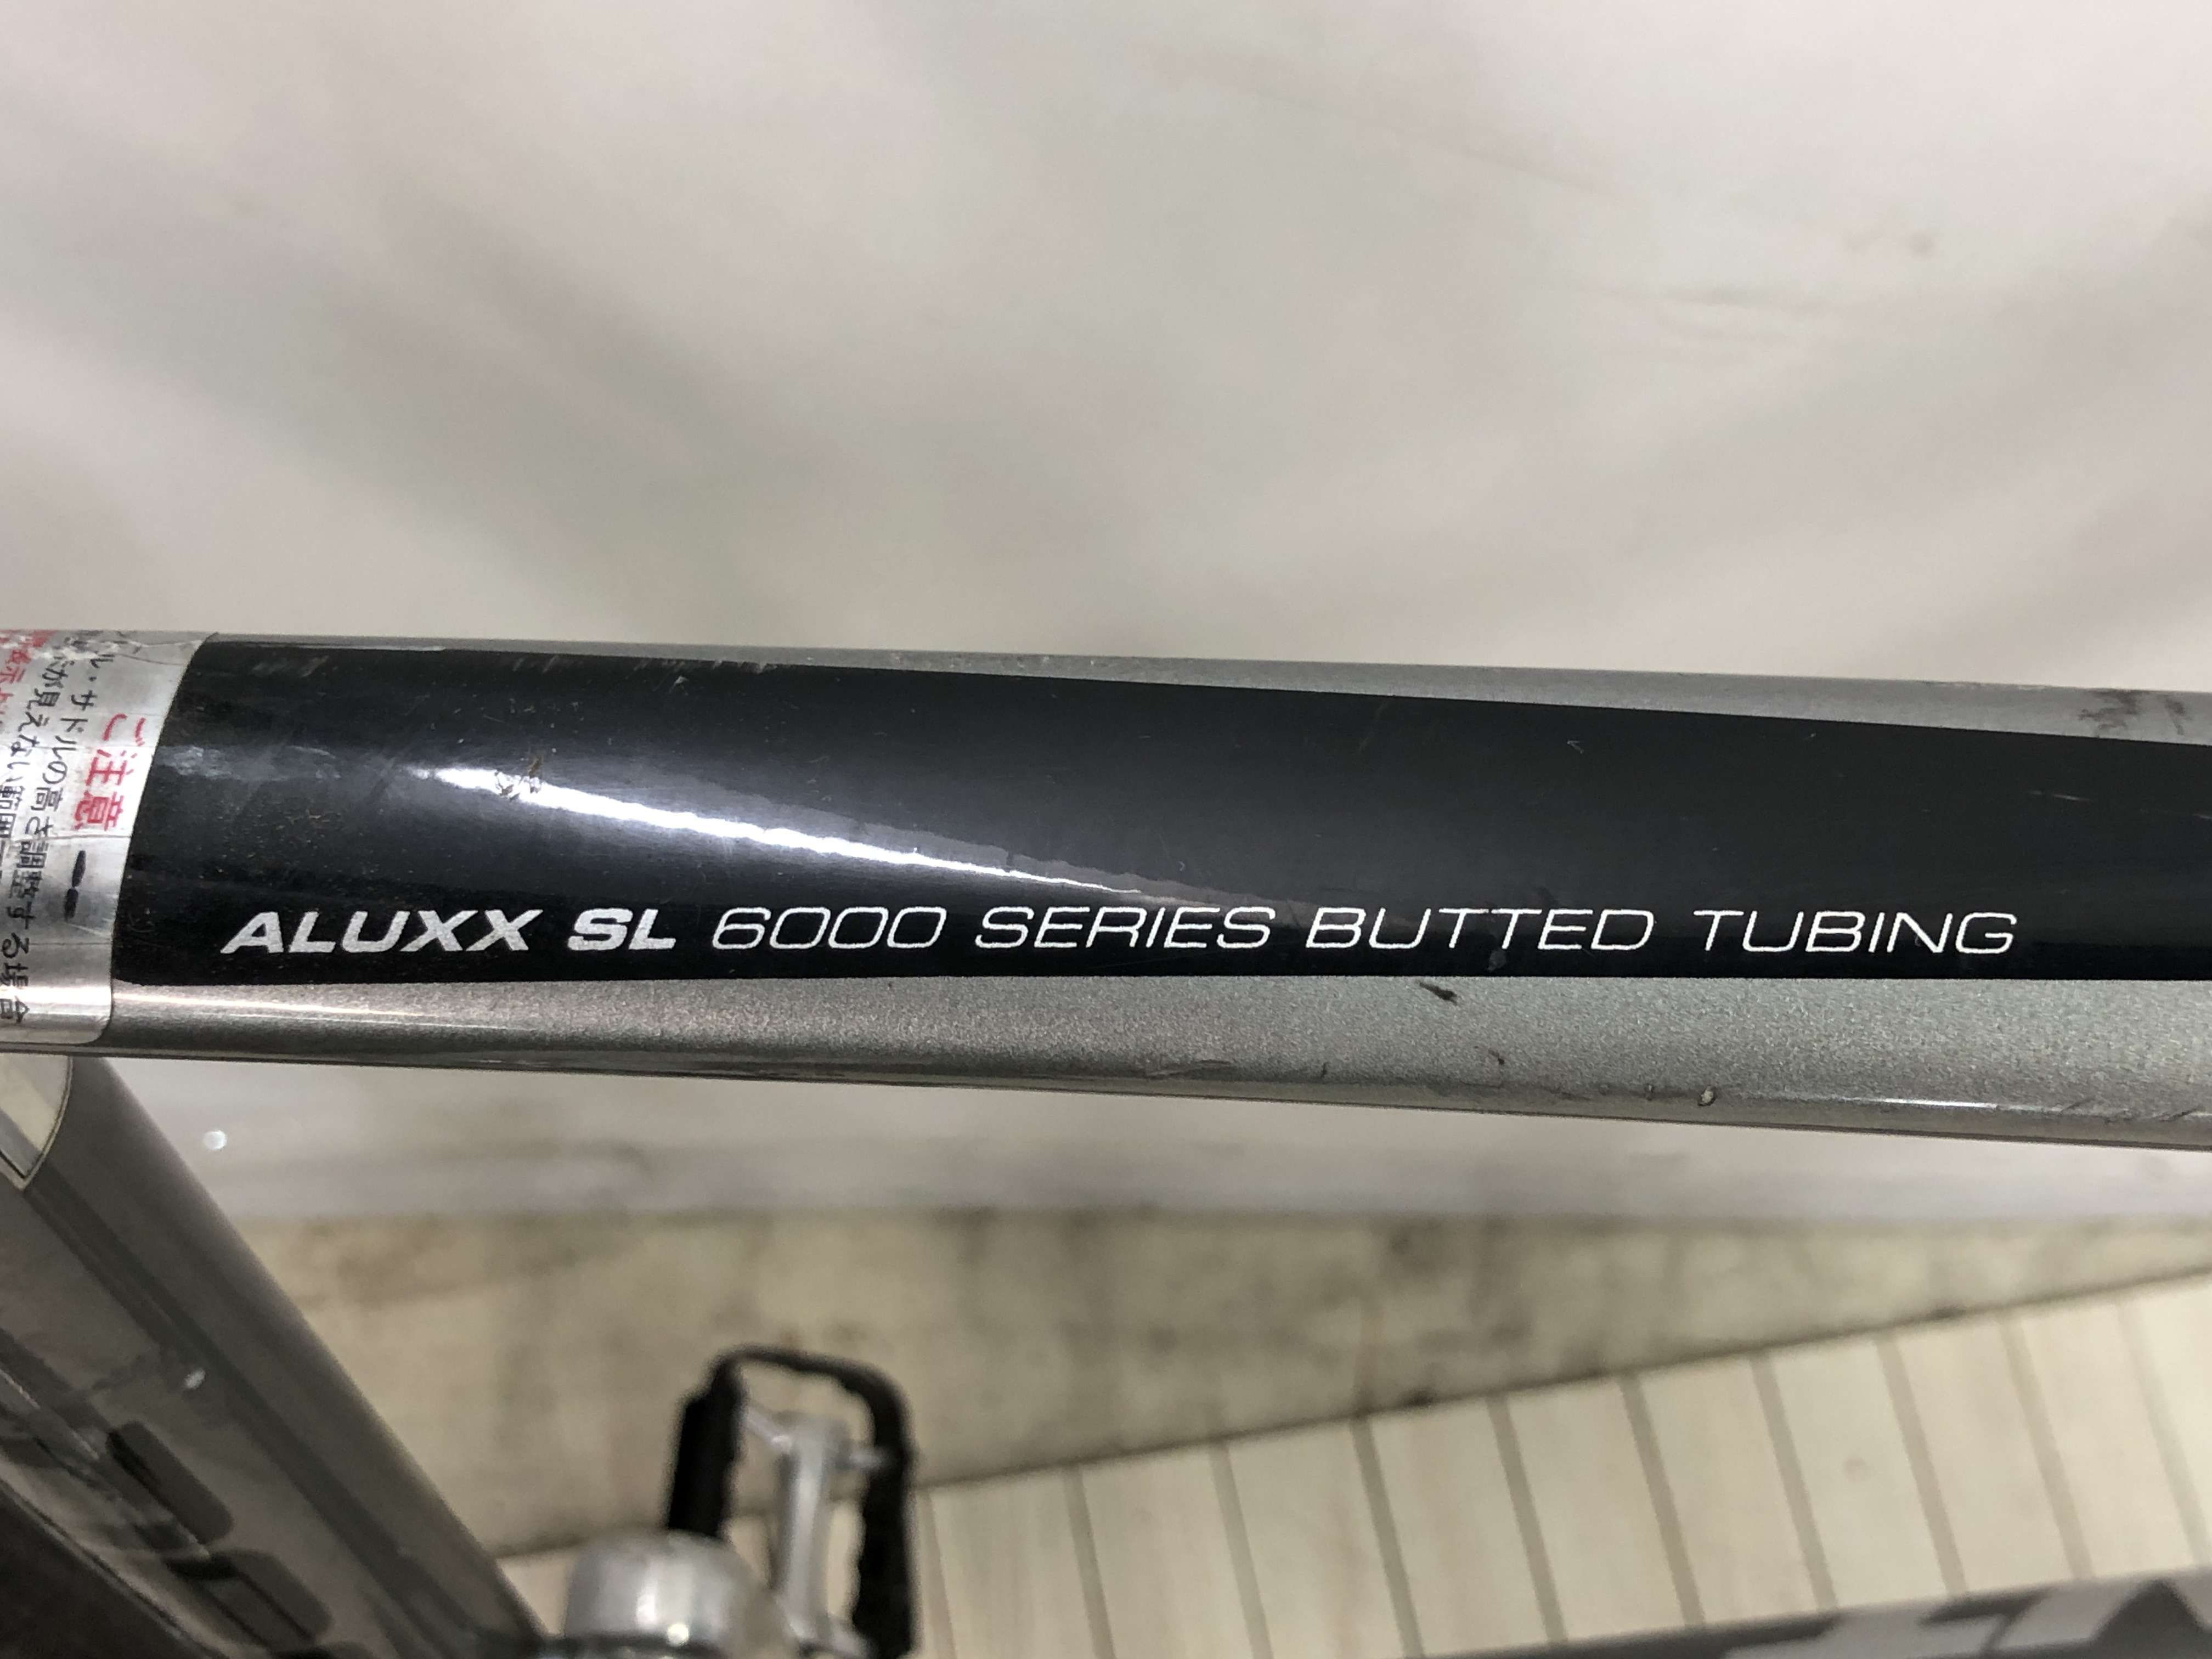 ALUXX SL 6000 SERIES BUTTED TUBING
ご注意
ル・サドルの高さを調整する場合
が見えない範囲